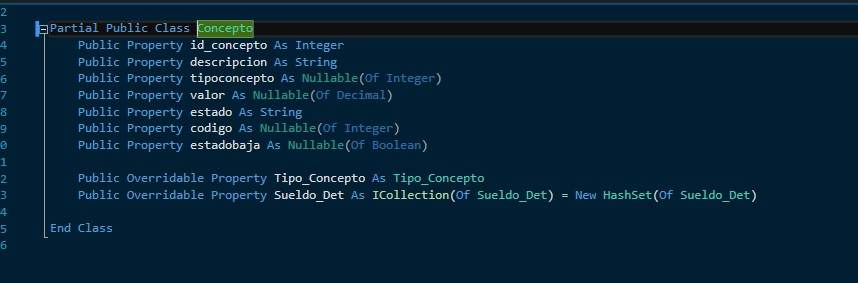 2
3 Partial Public Class Concepto
4 Public Property id_concepto As Integer
5 Public Property descripcion As String
6 Public Property tipoconcepto As Nullable(Of Integer)
7 Public Property valor As Nullable(Of Decimal)
8 Public Property estado As String
9 Public Property codigo As Nullable(Of Integer)
0 Public Property estadobaja As Nullable(Of Boolean)
1
2 Public Overridable Property Tipo_Concepto As Tipo_Concepto
3 Public Overridable Property Sueldo_Det As ICollection(Of Sueldo_Det) = New HashSet(Of Sueldo_Det)
4
5 End Class
6